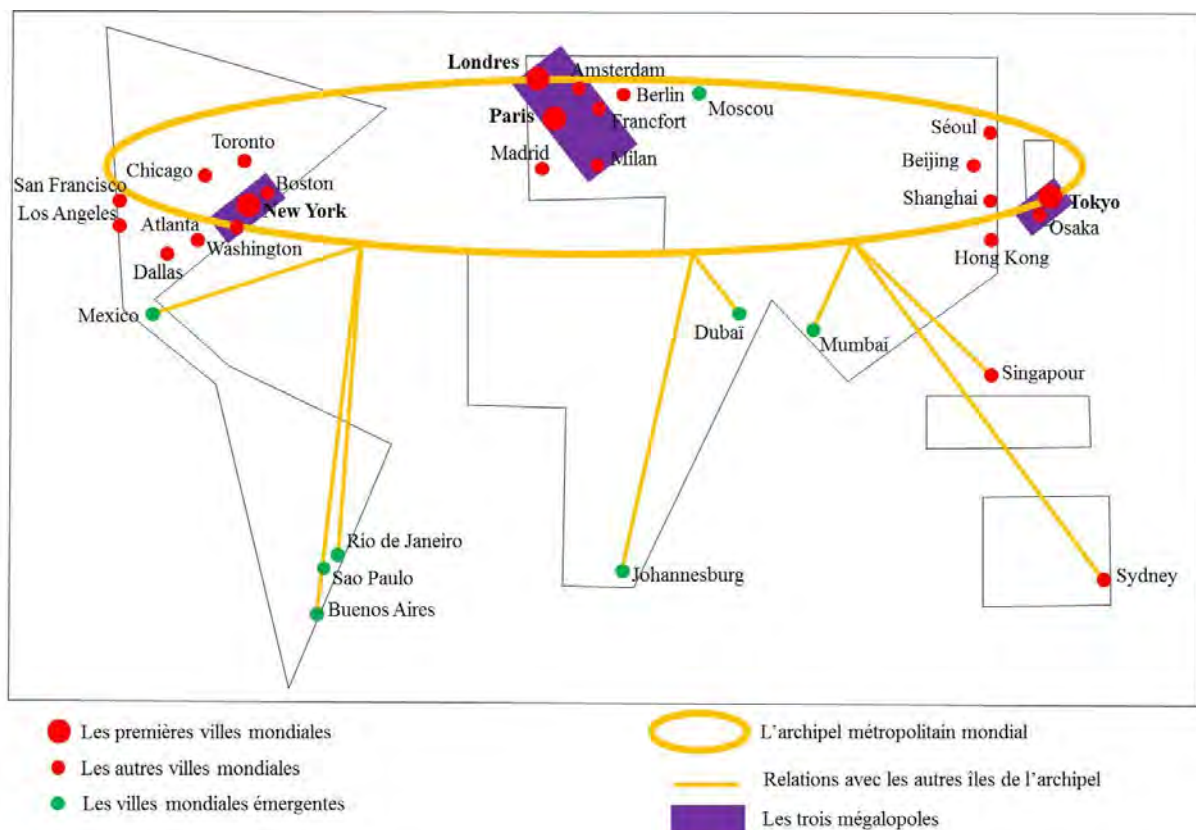 Londres
Amsterdam
Berlin
Moscou
Paris
Francfort
Madrid
Milan
Séoul
Beijing
Shanghai
Tokyo
Osaka
Hong Kong
Toronto
Chicago
Boston
San Francisco
New York
Los Angeles
Atlanta
Washington
Dallas
Mexico
Dubaï
Mumbaï
Singapour
Rio de Janeiro
Sao Paulo
Buenos Aires
Johannesburg
Sydney
Les premières villes mondiales
Les autres villes mondiales
Les villes mondiales émergentes
L'archipel métropolitain mondial
Relations avec les autres îles de l'archipel
Les trois mégalopoles